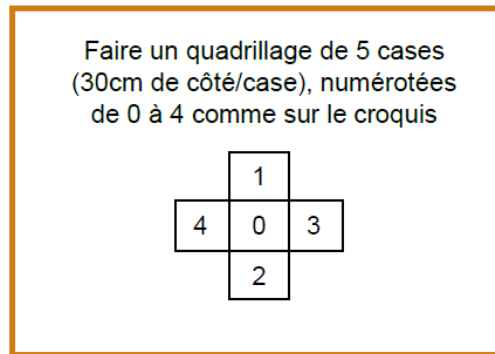 Faire un quadrillage de 5 cases
(30cm de côté/case), numérotées
de 0 à 4 comme sur le croquis
1
4 0 3
2